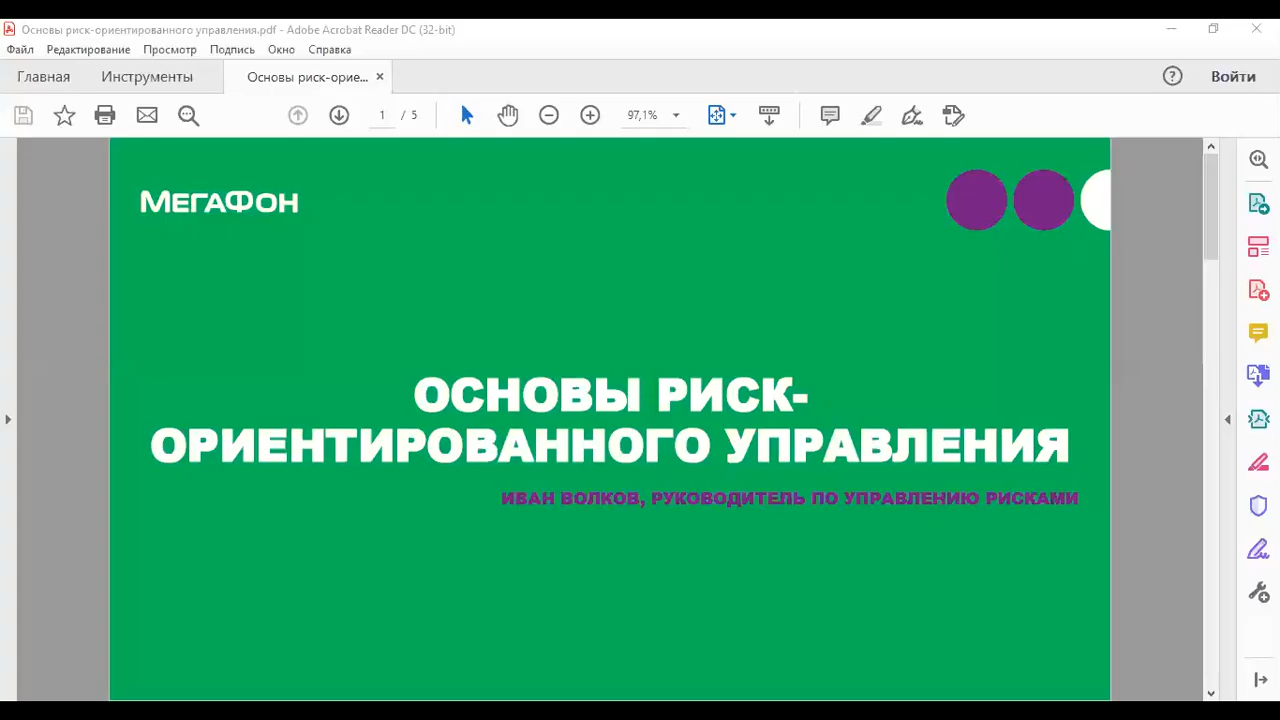 Основы риск-ориентированного управления.pdf - Adobe Acrobat Reader DC (32-bit)
Файл Редактирование Просмотр Подпись Окно Справка
Главная Инструменты Основы риск-орие... × Войти
1 / 5 97,1%
МЕГАФОН
ОСНОВЫ РИСК-
ОРИЕНТИРОВАННОГО УПРАВЛЕНИЯ
ИВАН ВОЛКОВ, РУКОВОДИТЕЛЬ ПО УПРАВЛЕНИЮ РИСКАМИ